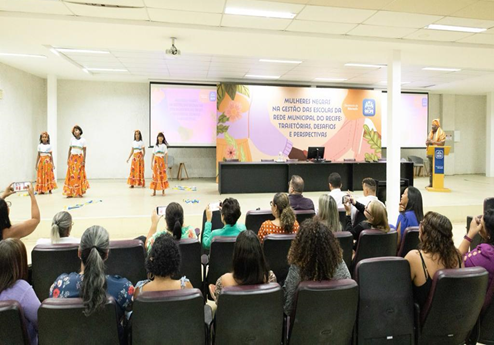 MULHERES NEGRAS
NA GESTÃO DAS ESCOLAS DA
REDE MUNICIPAL DO RECIFE:
TRAJETÓRIAS, DESAFIOS
E PERSPECTIVAS